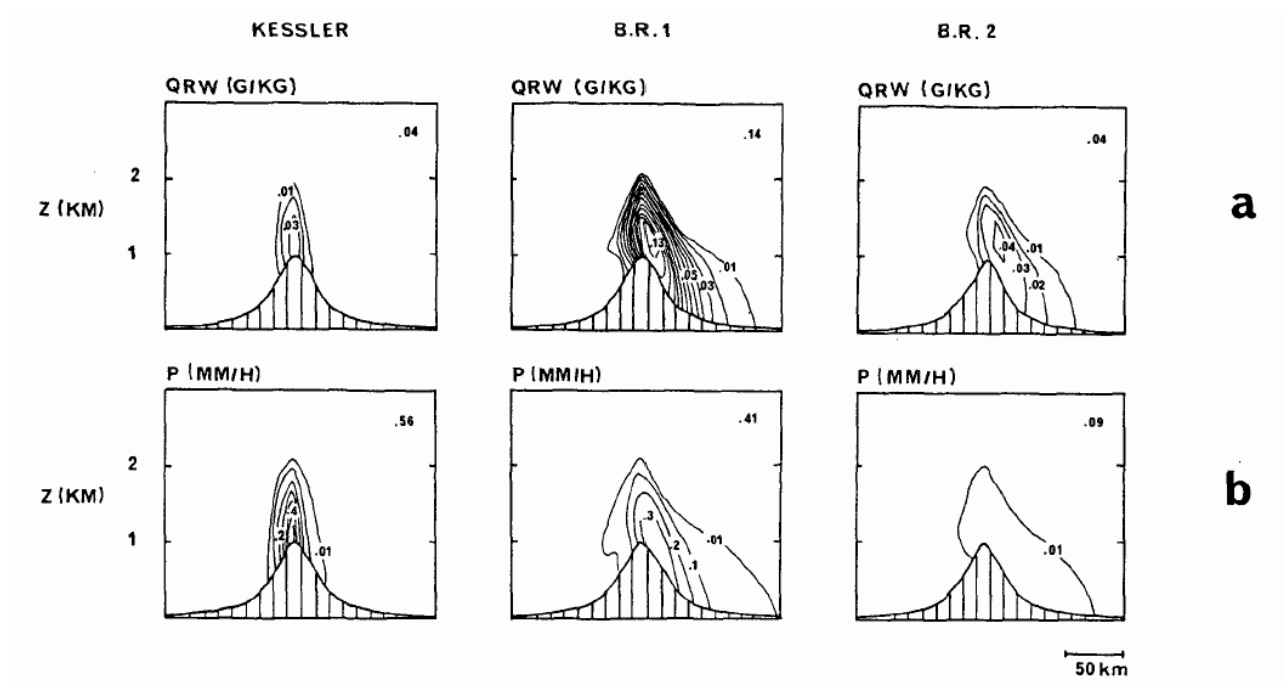 KESSLER
B.R.1
B.R.2
QRW (G/KG)
QRW (G/KG)
QRW (G/KG)
.04
.14
.04
2
Z (KM)
1
.01
.03
.13
.05
.03
.01
.04
.03
.02
.01
a
P (MM/H)
P (MM/H)
P (MM/H)
.56
.41
.09
2
Z (KM)
1
.4
.2
.01
.3
.2
.1
.01
.01
b
50 km